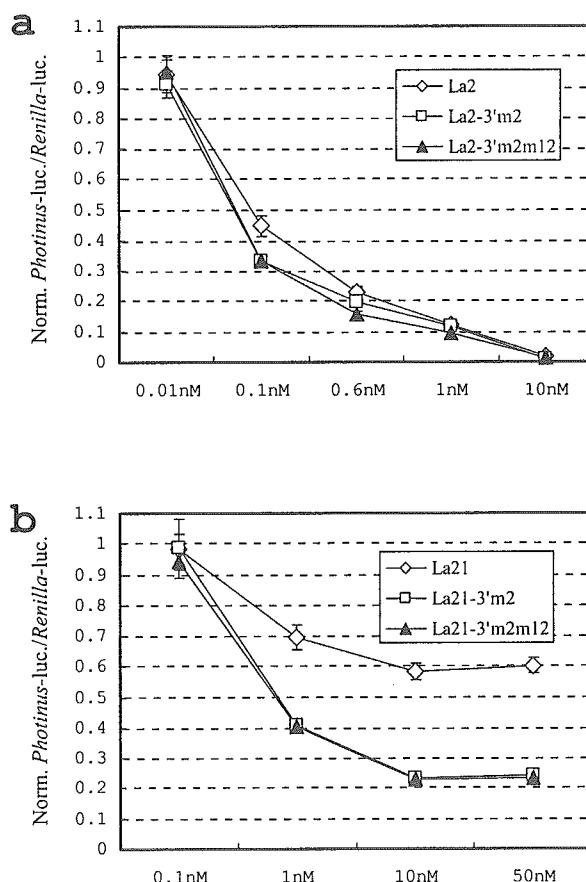 a
Norm. Photinus-luc./Renilla-luc.
1.1
1
0.9
0.8
0.7
0.6
0.5
0.4
0.3
0.2
0.1
0
La2
La2-3'm2
La2-3'm2m12
0.01nM 0.1nM 0.6nM 1nM 10nM
b
Norm. Photinus-luc./Renilla-luc.
1.1
1
0.9
0.8
0.7
0.6
0.5
0.4
0.3
0.2
0.1
0
La21
La21-3'm2
La21-3'm2m12
0.1nM 1nM 10nM 50nM